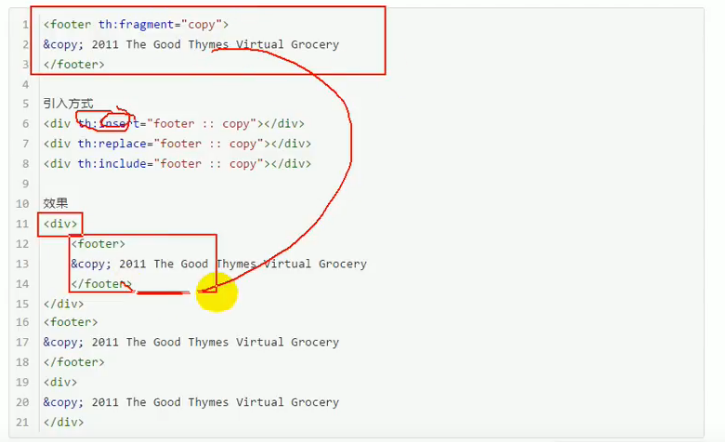 1 <footer th:fragment="copy">
2 &copy; 2011 The Good Thymes Virtual Grocery
3 </footer>
4
5 引入方式
6 <div th:insert="footer :: copy"></div>
7 <div th:replace="footer :: copy"></div>
8 <div th:include="footer :: copy"></div>
9
10 效果
11 <div>
12 <footer>
13 &copy; 2011 The Good Thymes Virtual Grocery
14 </footer>
15 </div>
16 <footer>
17 &copy; 2011 The Good Thymes Virtual Grocery
18 </footer>
19 <div>
20 &copy; 2011 The Good Thymes Virtual Grocery
21 </div>